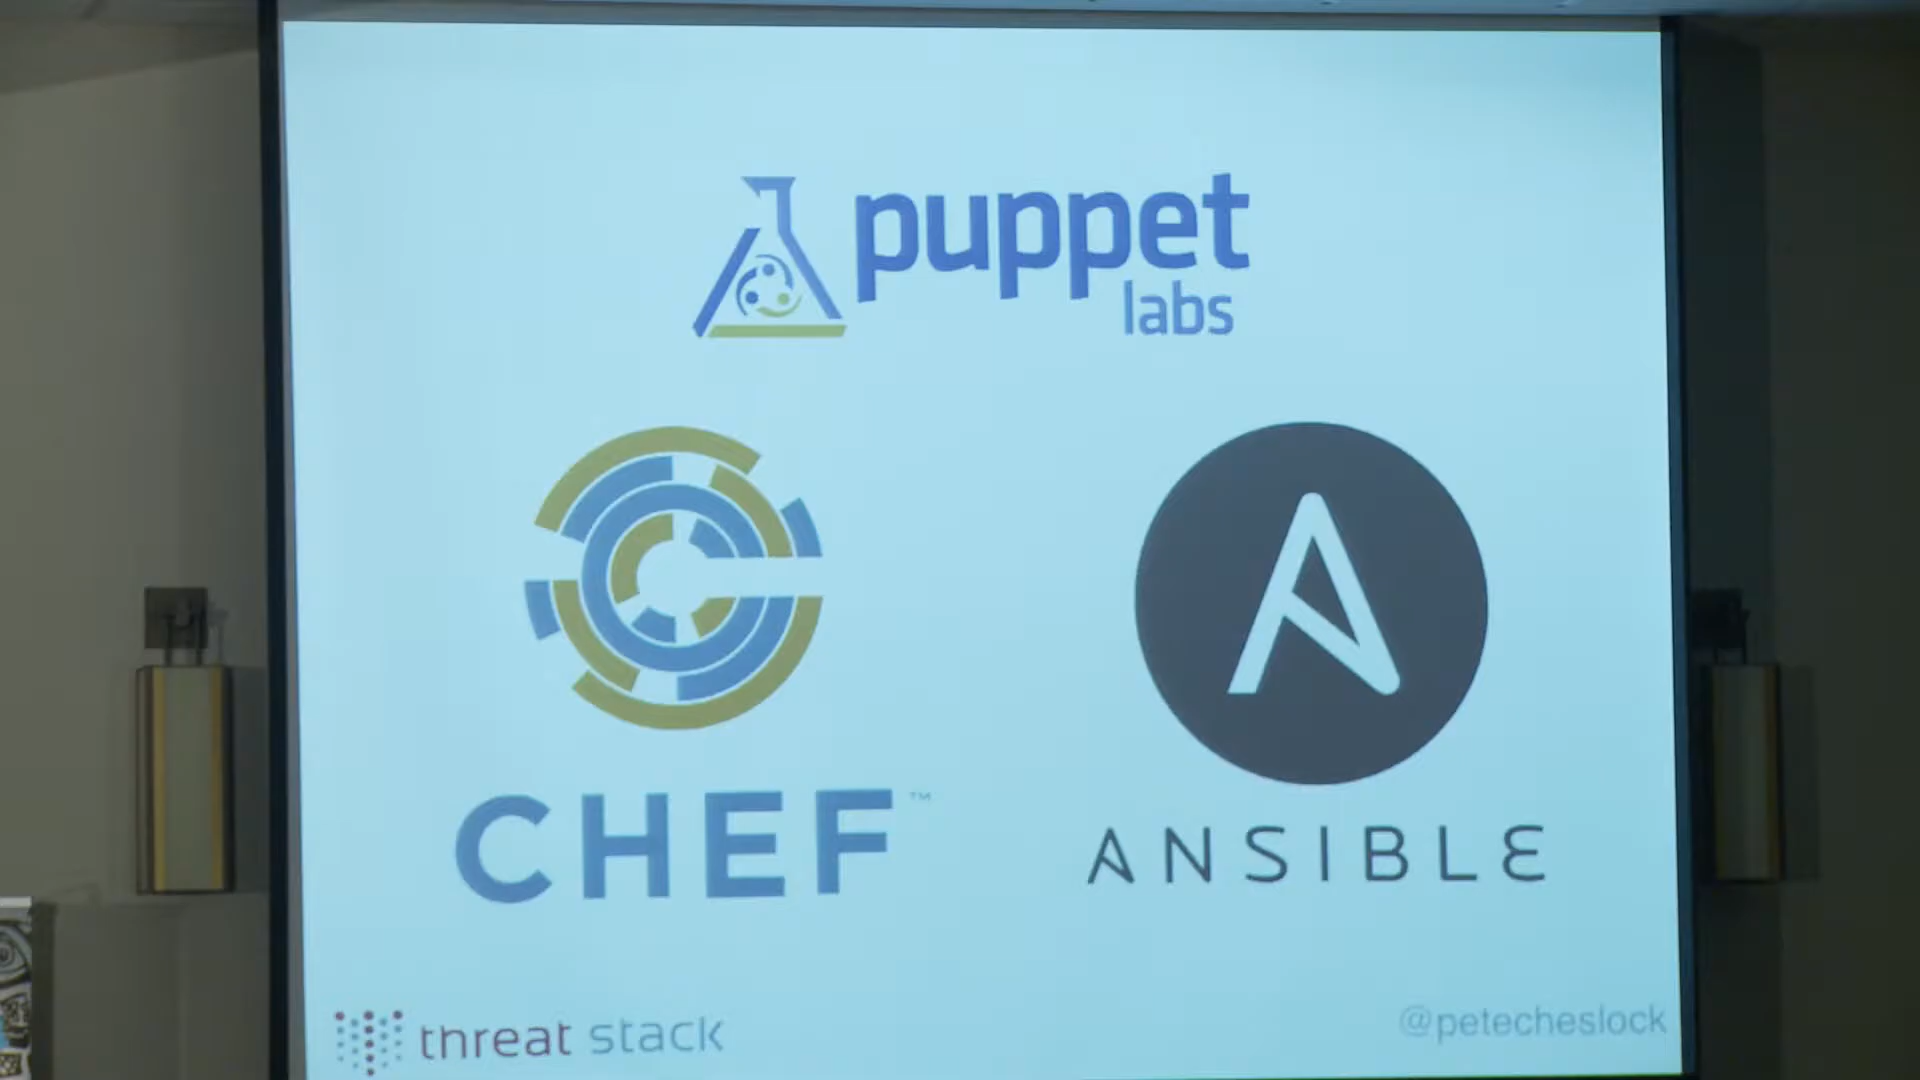 puppet
labs
CHEF™
ANSIBLE
threat stack
@petecheslock